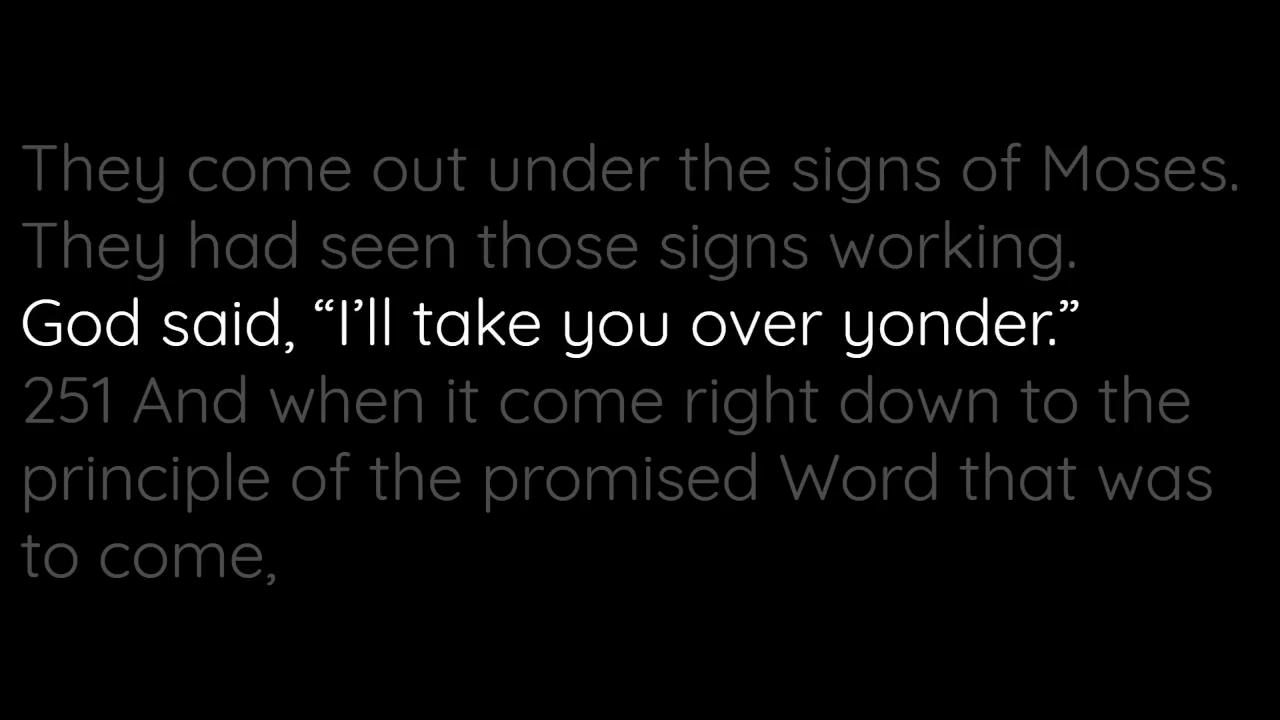 They come out under the signs of Moses.
They had seen those signs working.
God said, “I’ll take you over yonder.”
251 And when it come right down to the
principle of the promised Word that was
to come,